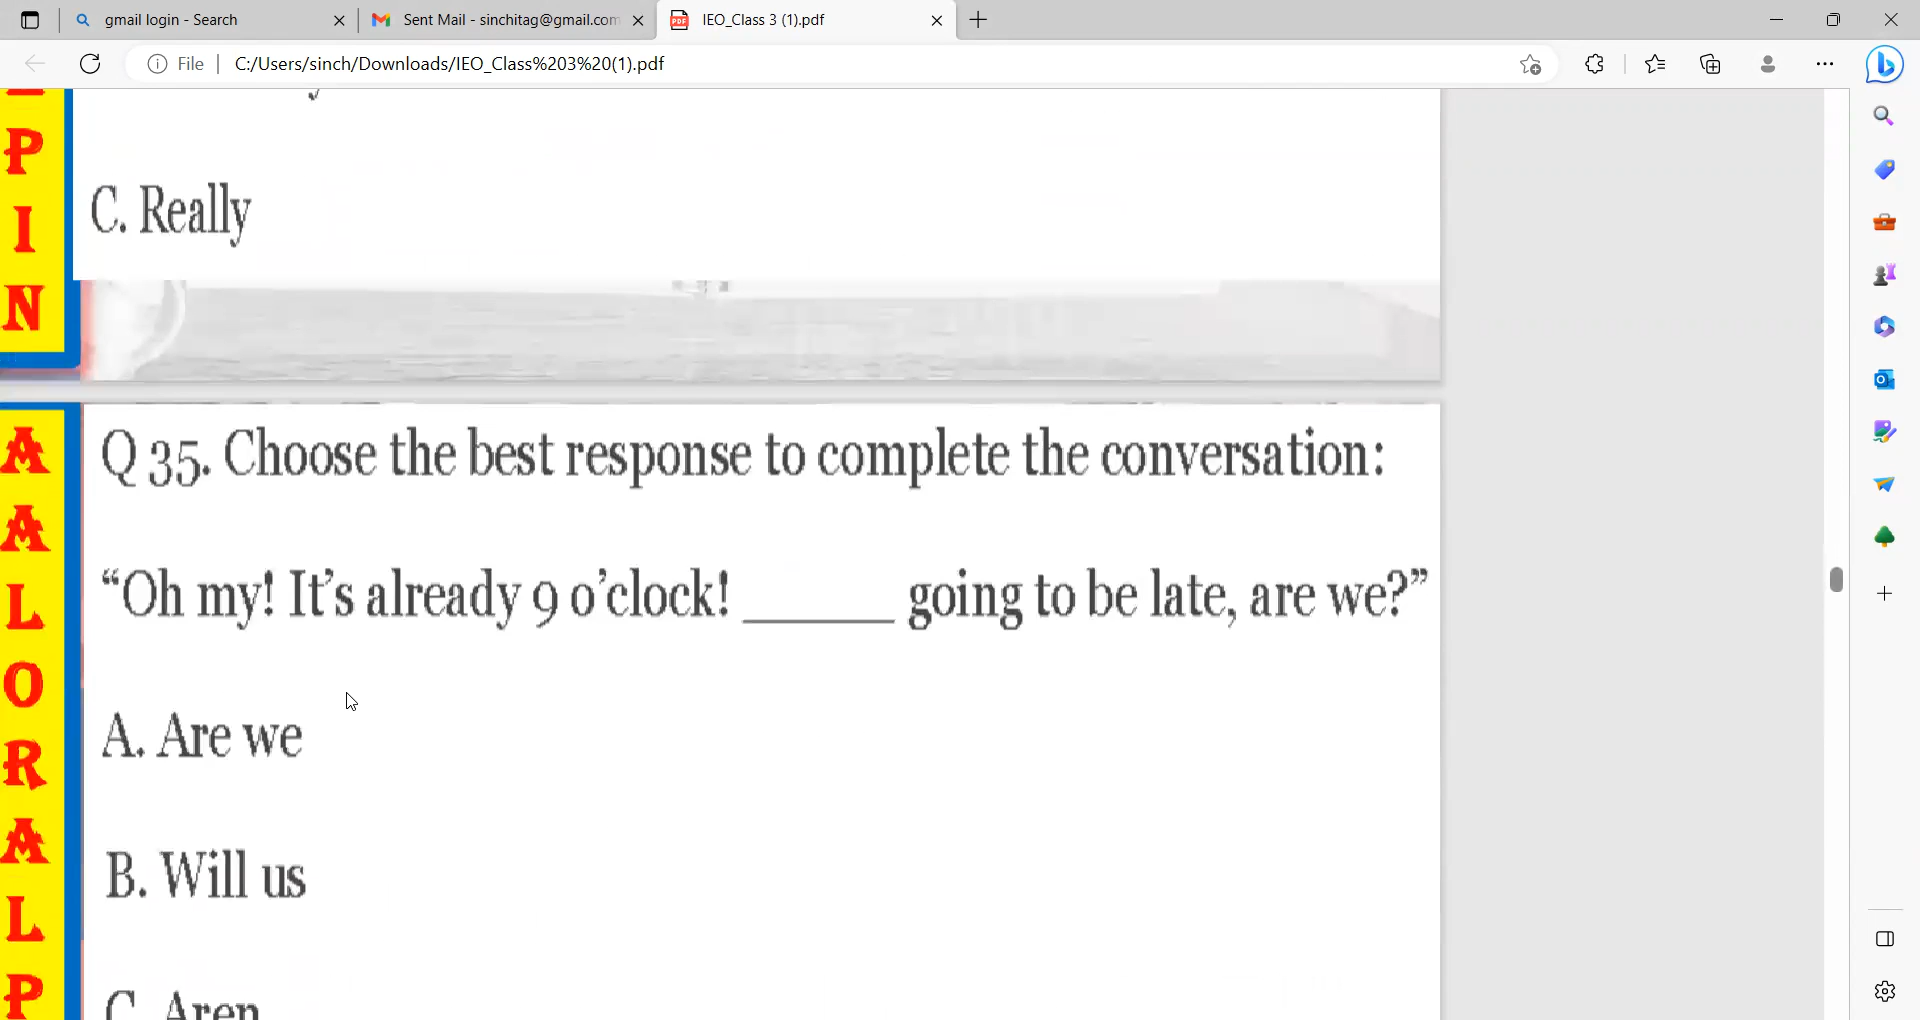 gmail login - Search
Sent Mail - sinchitag@gmail.com
IEO_Class 3 (1).pdf
File
C:/Users/sinch/Downloads/IEO_Class%203%20(1).pdf
P
I
N
C. Really
A
A
L
O
R
A
L
P
Q 35. Choose the best response to complete the conversation:
“Oh my! It’s already 9 o’clock! ______ going to be late, are we?”
A. Are we
B. Will us
C. Aren